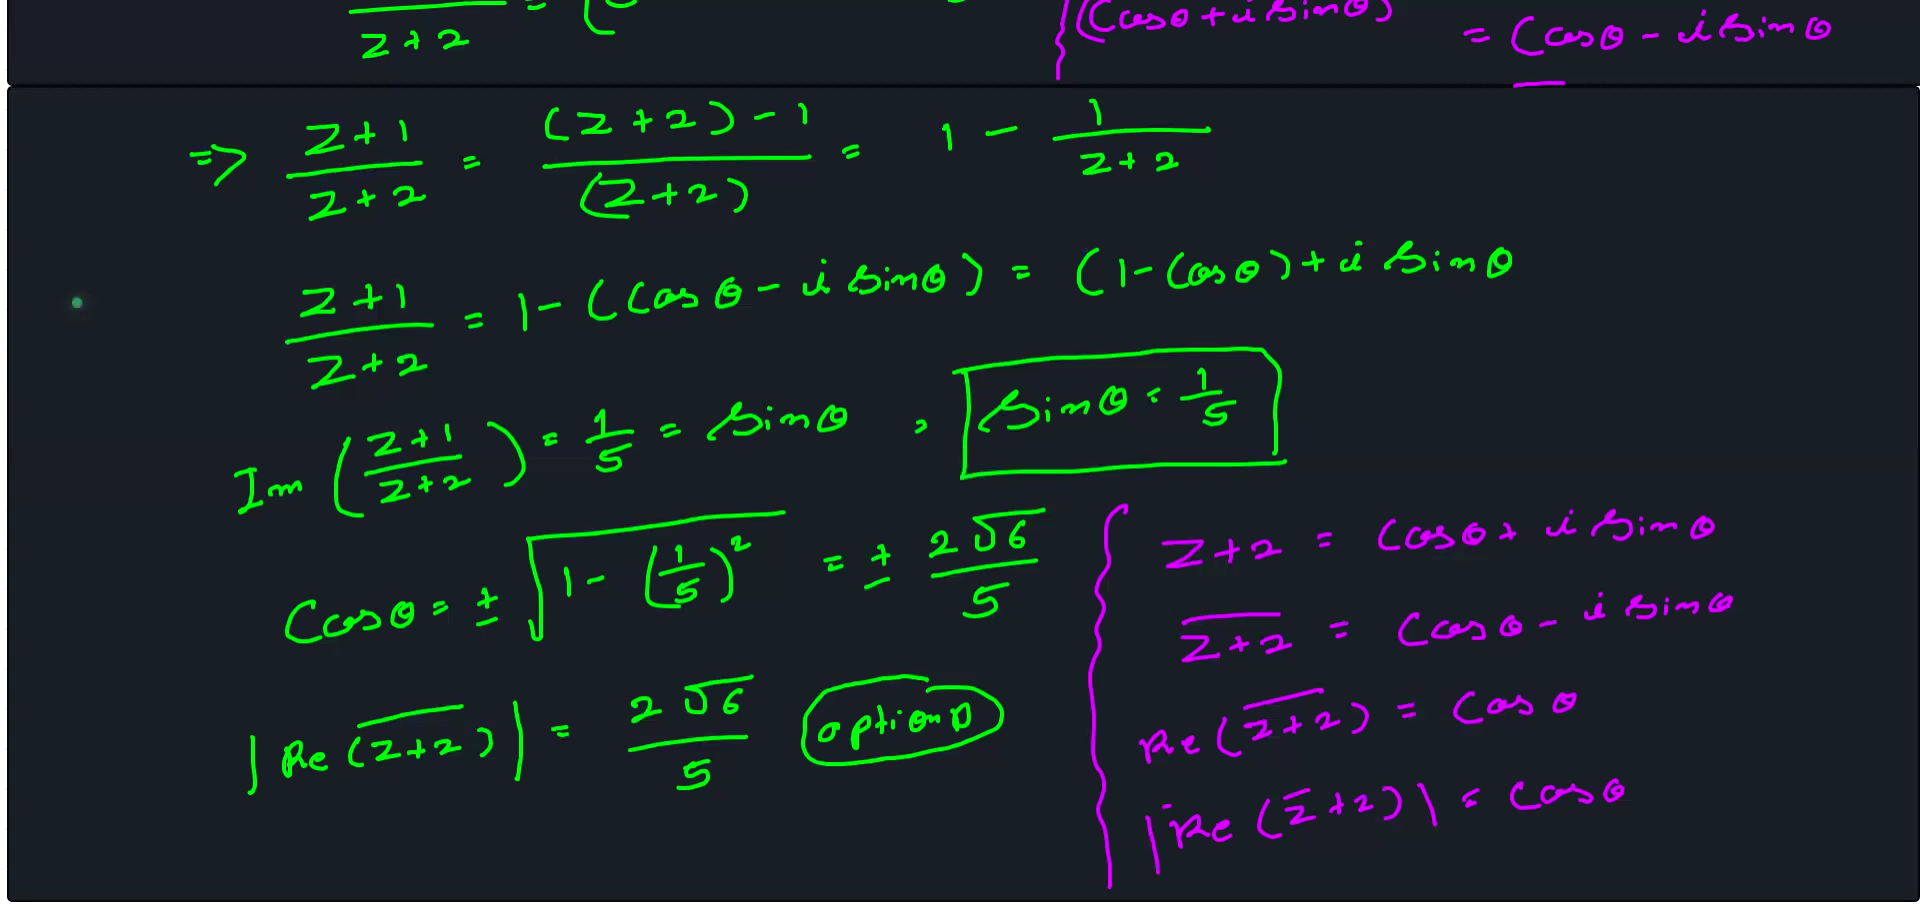 z+2 = (
(Cosθ + i Sinθ) = Cosθ - i Sinθ
=> z+1/z+2 = (z+2)-1/(z+2) = 1 - 1/z+2
z+1/z+2 = 1-(Cosθ - i Sinθ) = (1-Cosθ) + i Sinθ
Im (z+1/z+2) = 1/5 = Sinθ , Sinθ = 1/5
Cosθ = ± √(1-(1/5)²) = ± 2√6/5
|Re (z̅+̅2̅)| = 2√6/5 option D
z+2 = Cosθ + i Sinθ
z̅+̅2̅ = Cosθ - i Sinθ
Re (z̅+̅2̅) = Cosθ
|Re (z̅+2)| = Cosθ